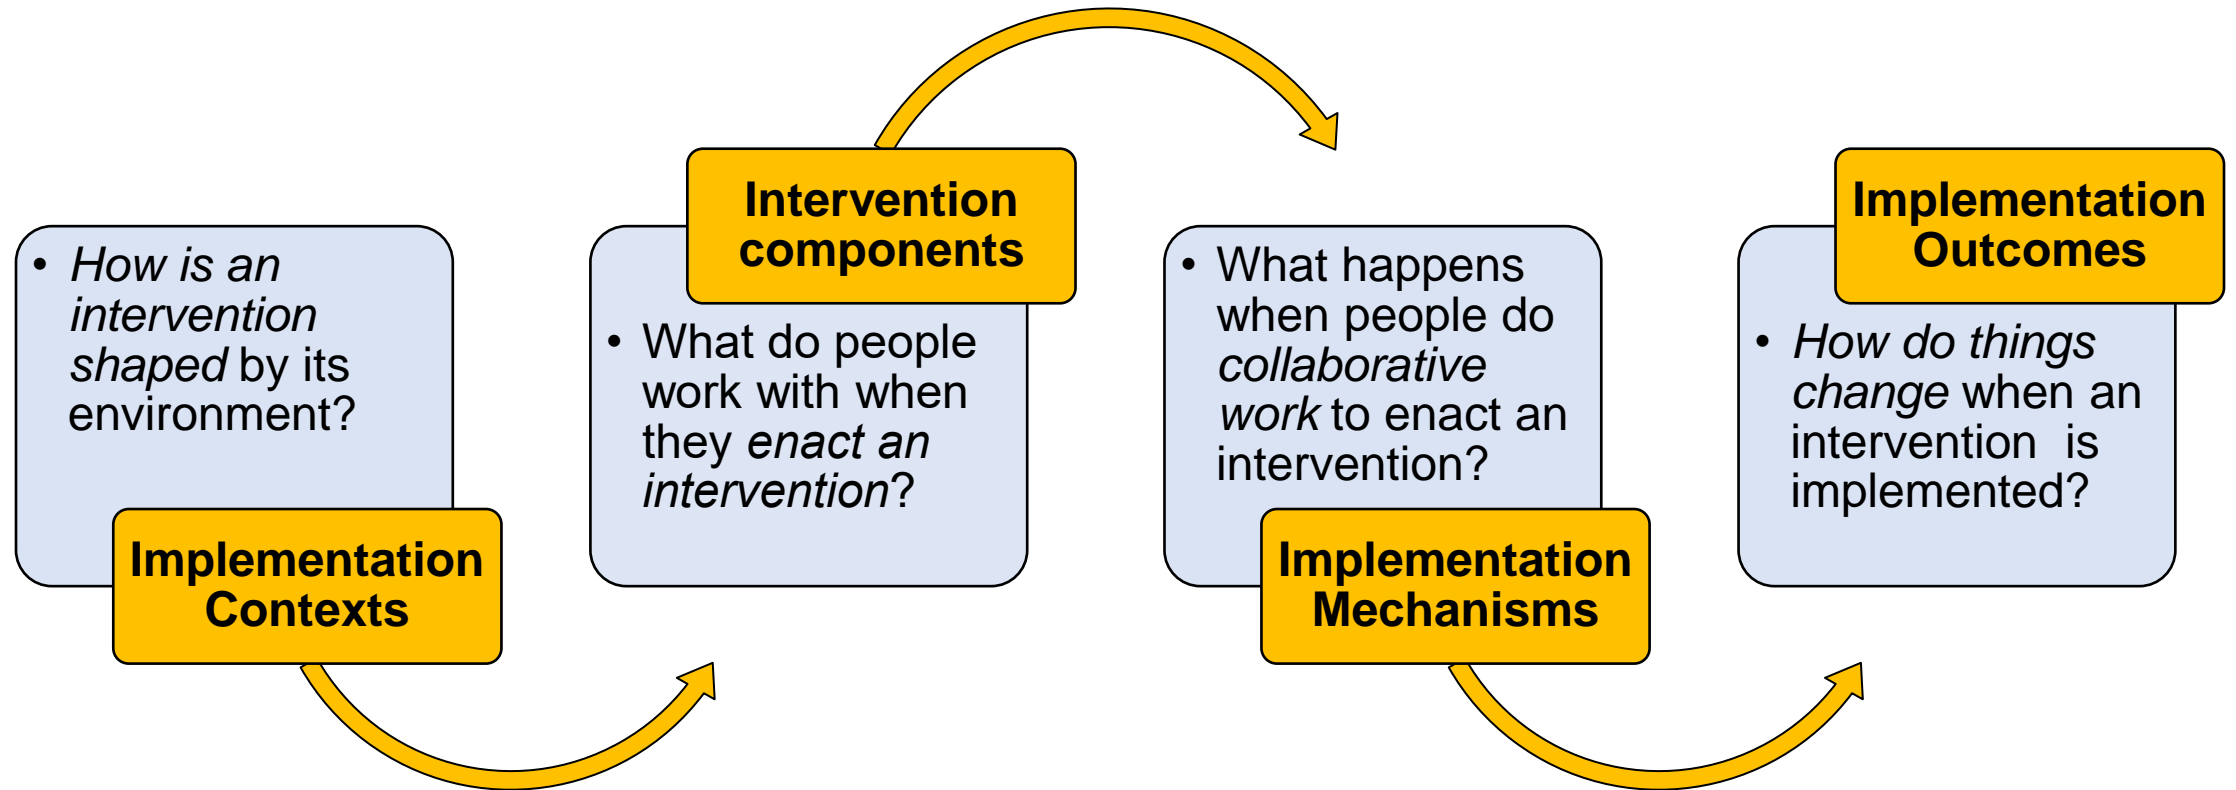 • How is an
intervention
shaped by its
environment?
Implementation
Contexts
Intervention
components
• What do people
work with when
they enact an
intervention?
• What happens
when people do
collaborative
work to enact an
intervention?
Implementation
Mechanisms
Implementation
Outcomes
• How do things
change when an
intervention  is
implemented?